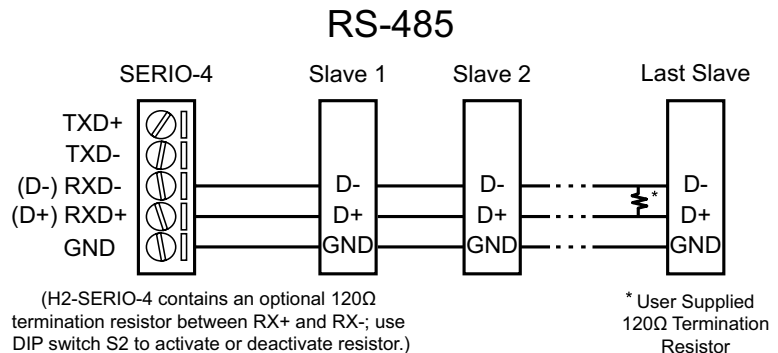 RS-485
SERIO-4 Slave 1 Slave 2 Last Slave
TXD+
TXD-
(D-) RXD- D- D- * D-
(D+) RXD+ D+ D+ D+
GND GND GND GND
(H2-SERIO-4 contains an optional 120Ω
termination resistor between RX+ and RX-; use
DIP switch S2 to activate or deactivate resistor.)
* User Supplied
120Ω Termination
Resistor